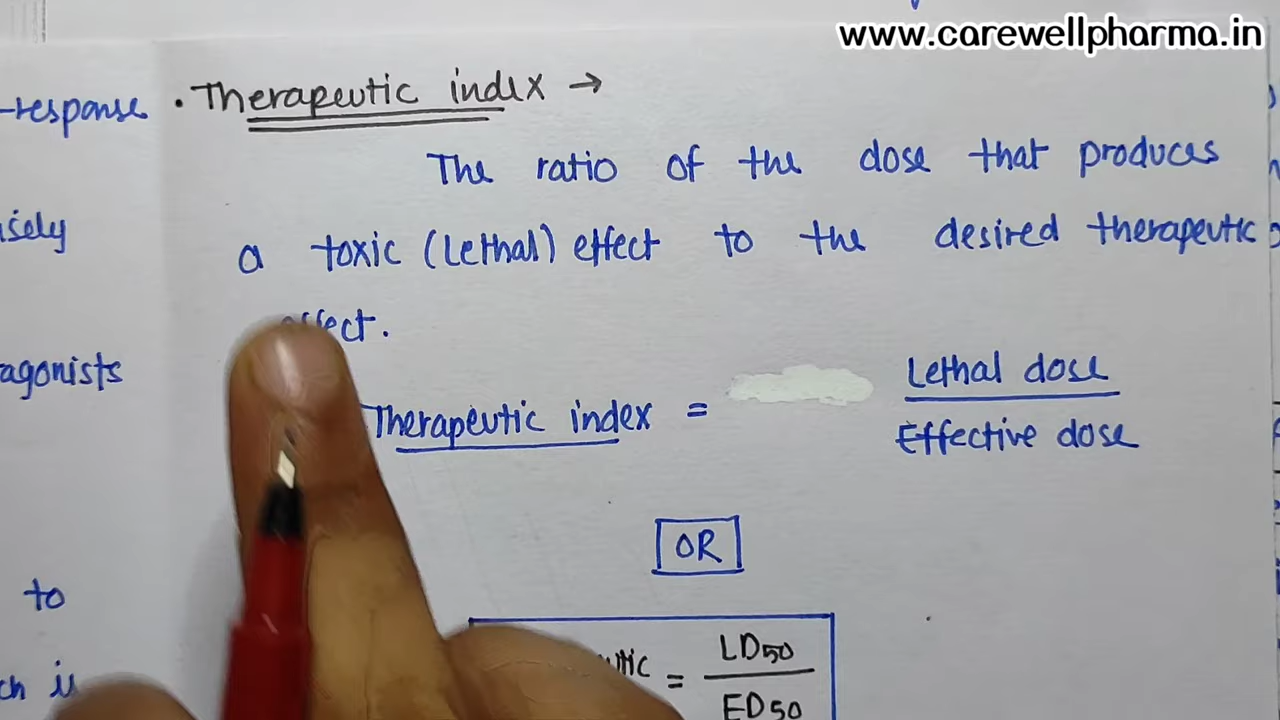 www.carewellpharma.in
-response
• Therapeutic index →
The ratio of the dose that produces
a toxic (Lethal) effect to the desired therapeutic
effect.
agonists
Therapeutic index = Lethal dose
Effective dose
OR
to
= LD50
ED50